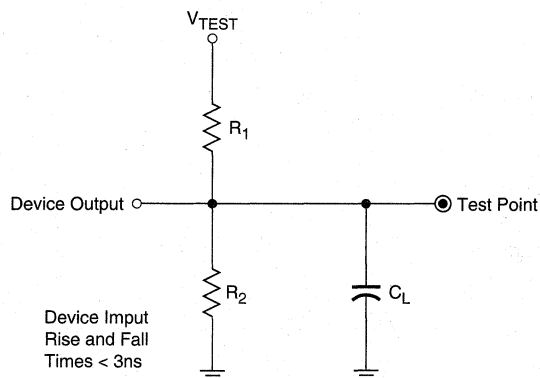 VTEST
R1
Device Output
Test Point
R2
CL
Device Imput
Rise and Fall
Times < 3ns